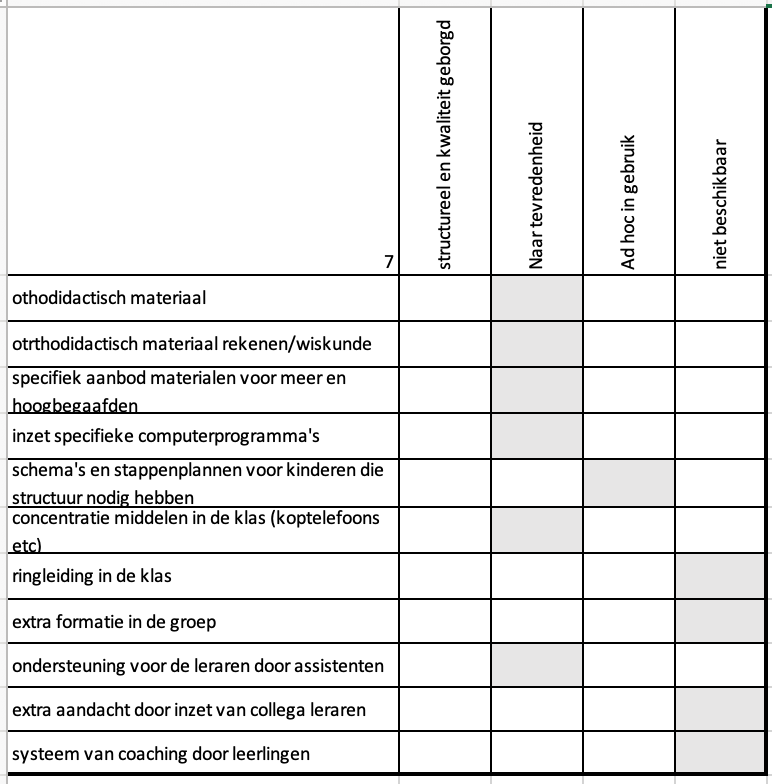 structureel en kwaliteit geborgd
Naar tevredenheid
Ad hoc in gebruik
niet beschikbaar
7
othodidactisch materiaal
otrthodidactisch materiaal rekenen/wiskunde
specifiek aanbod materialen voor meer en
hoogbegaafden
inzet specifieke computerprogramma's
schema's en stappenplannen voor kinderen die
structuur nodig hebben
concentratie middelen in de klas (koptelefoons
etc)
ringleiding in de klas
extra formatie in de groep
ondersteuning voor de leraren door assistenten
extra aandacht door inzet van collega leraren
systeem van coaching door leerlingen